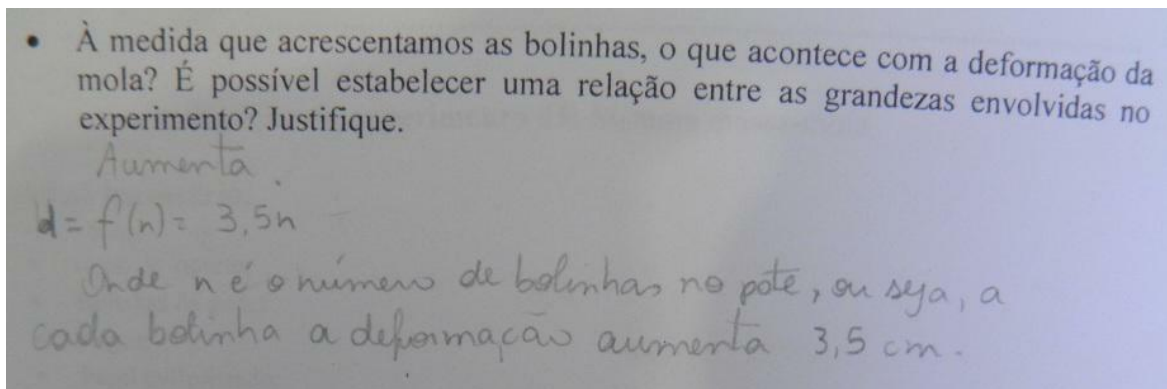 • À medida que acrescentamos as bolinhas, o que acontece com a deformação da
mola? É possível estabelecer uma relação entre as grandezas envolvidas no
experimento? Justifique.
Aumenta.
d = f(n) = 3,5n
Onde n é o número de bolinhas no pote, ou seja, a
cada bolinha a deformação aumenta 3,5 cm.